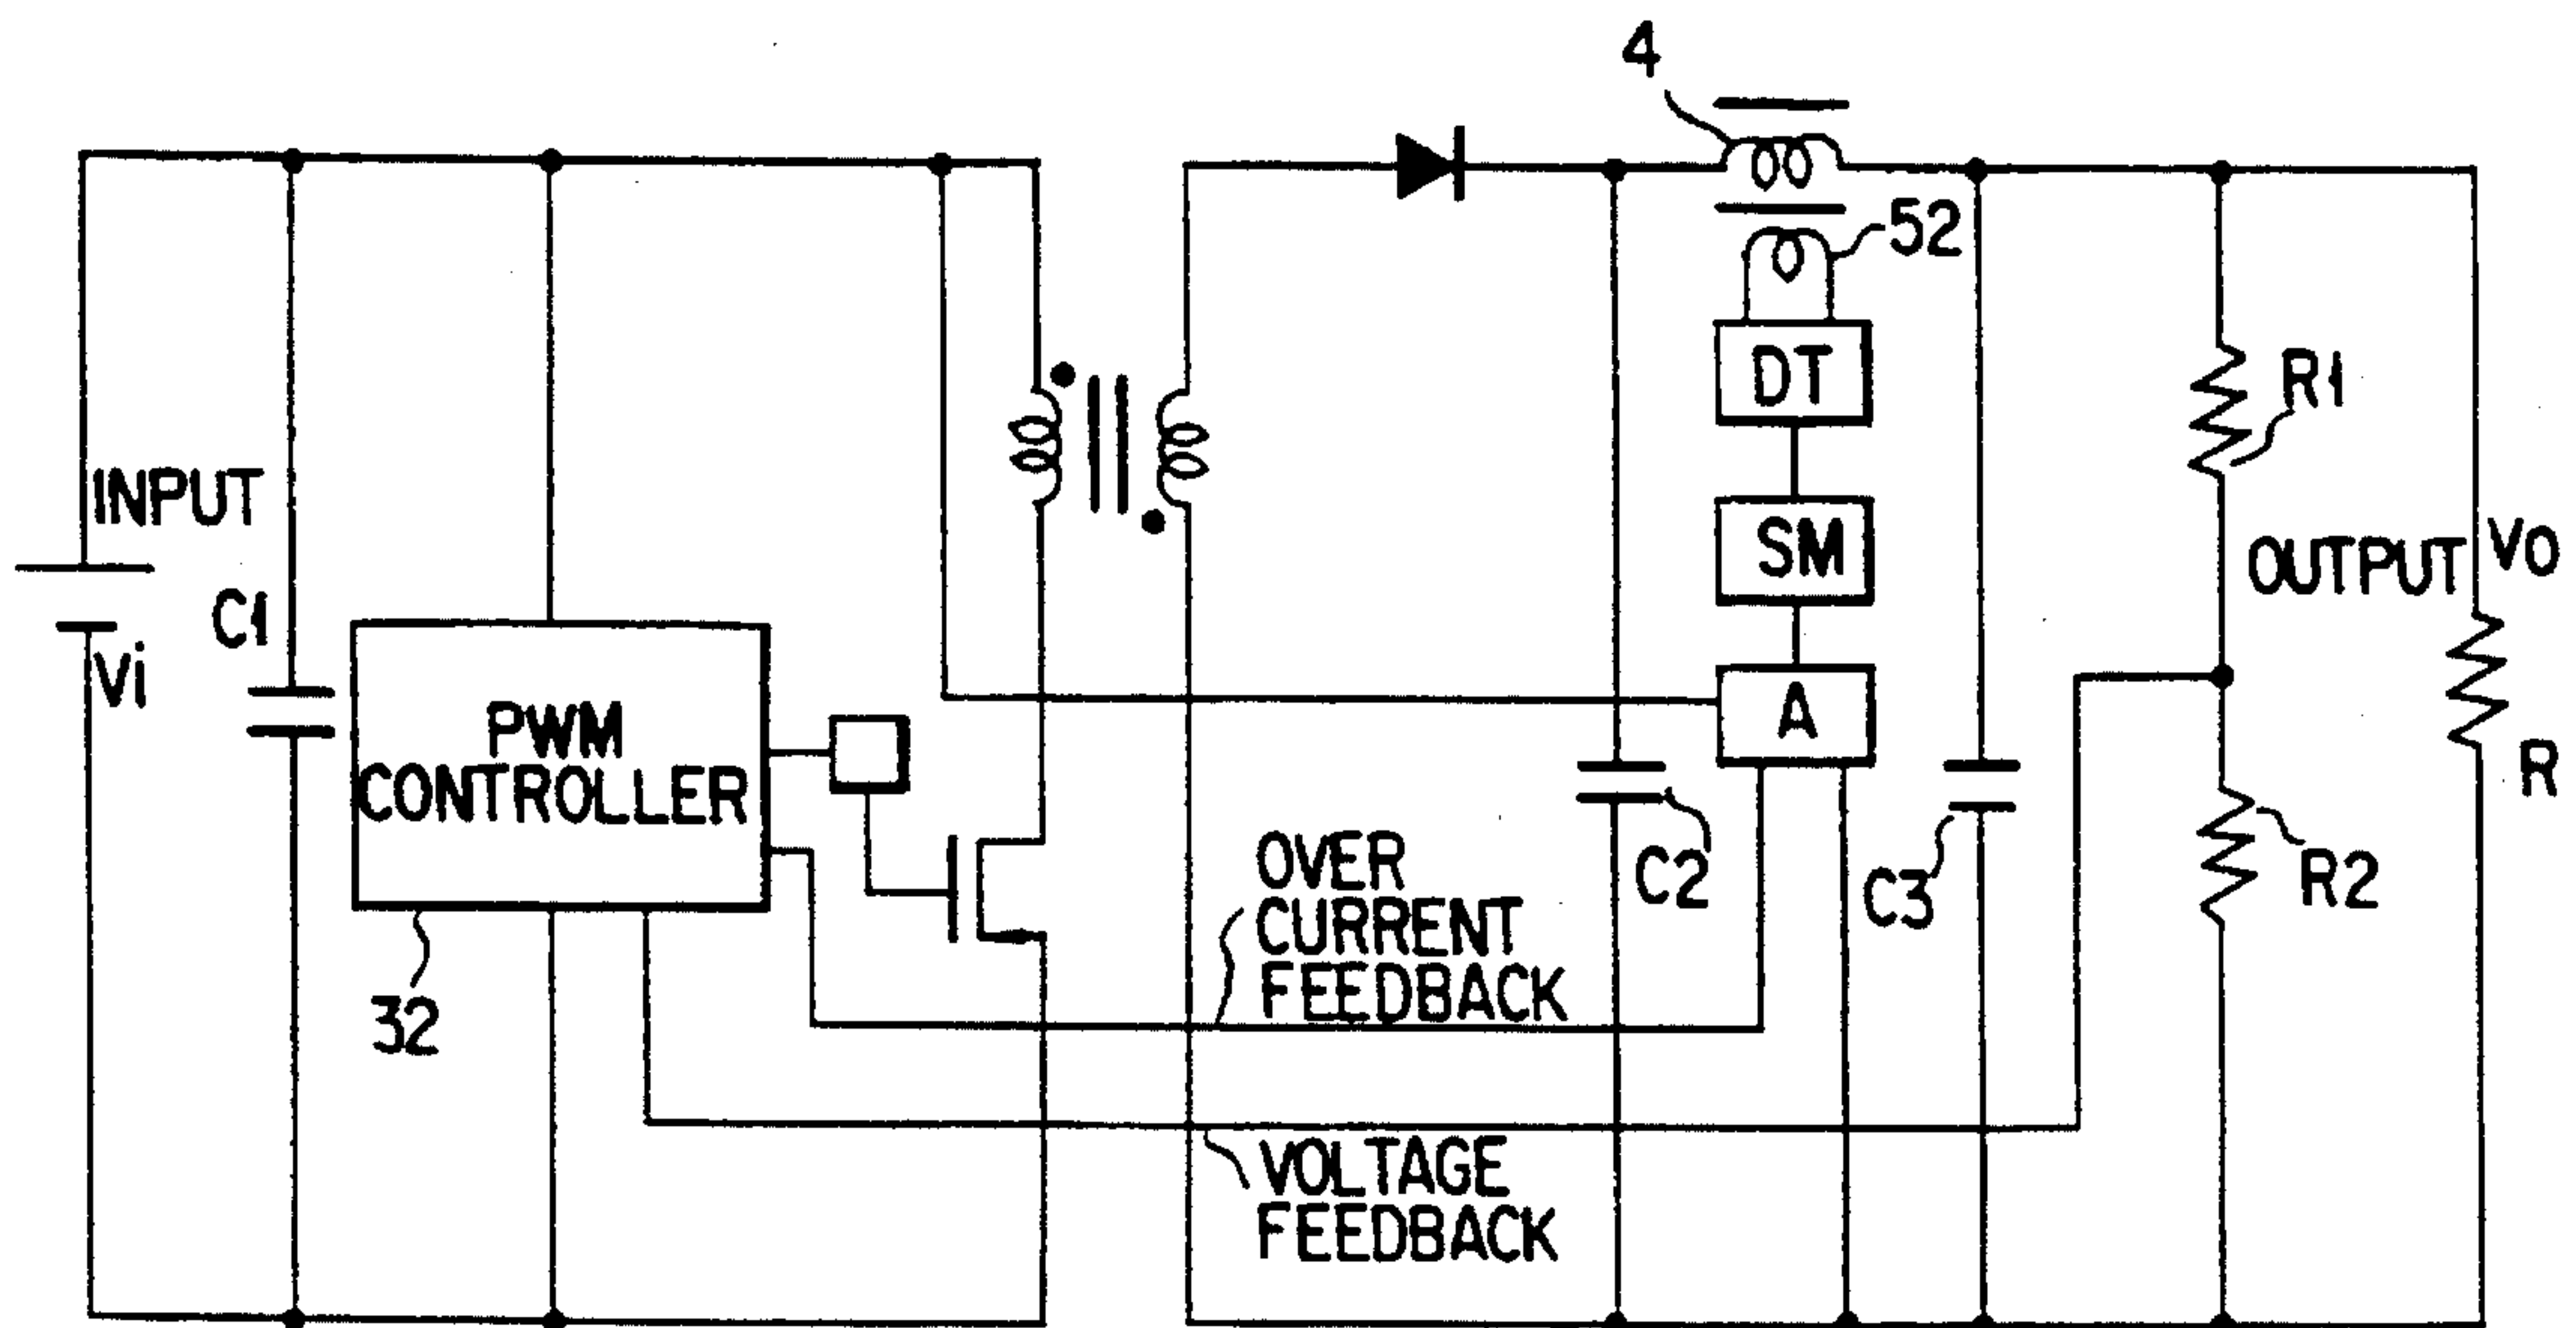 4
52
DT
R1
INPUT
SM
OUTPUT
Vo
C1
Vi
A
PWM
CONTROLLER
R
OVER
CURRENT
FEEDBACK
C2
C3
R2
32
VOLTAGE
FEEDBACK